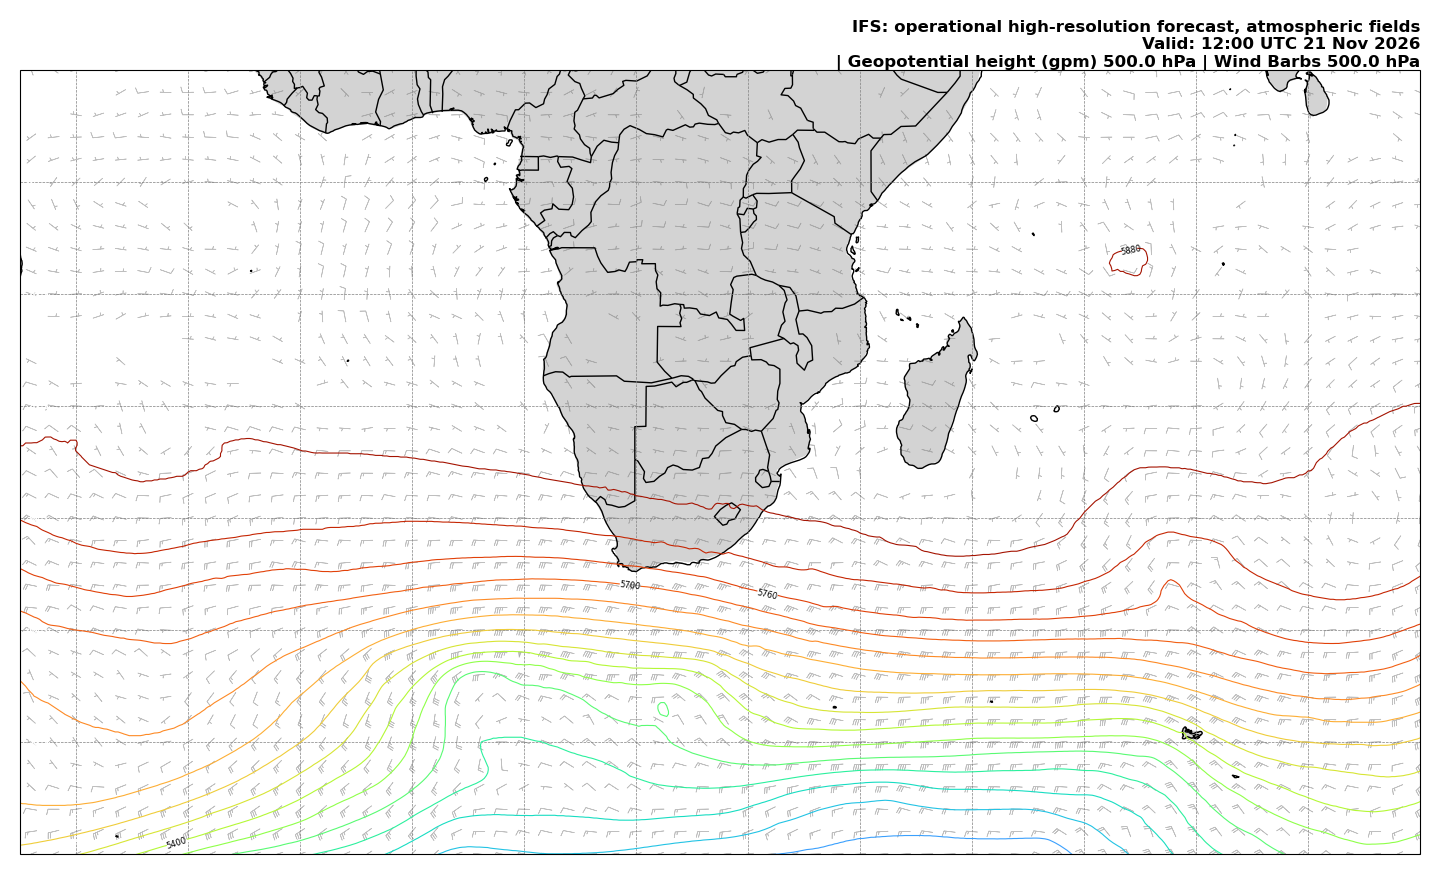 IFS: operational high-resolution forecast, atmospheric fields
Valid: 12:00 UTC 21 Nov 2026
| Geopotential height (gpm) 500.0 hPa | Wind Barbs 500.0 hPa
5880
5700
5760
5400